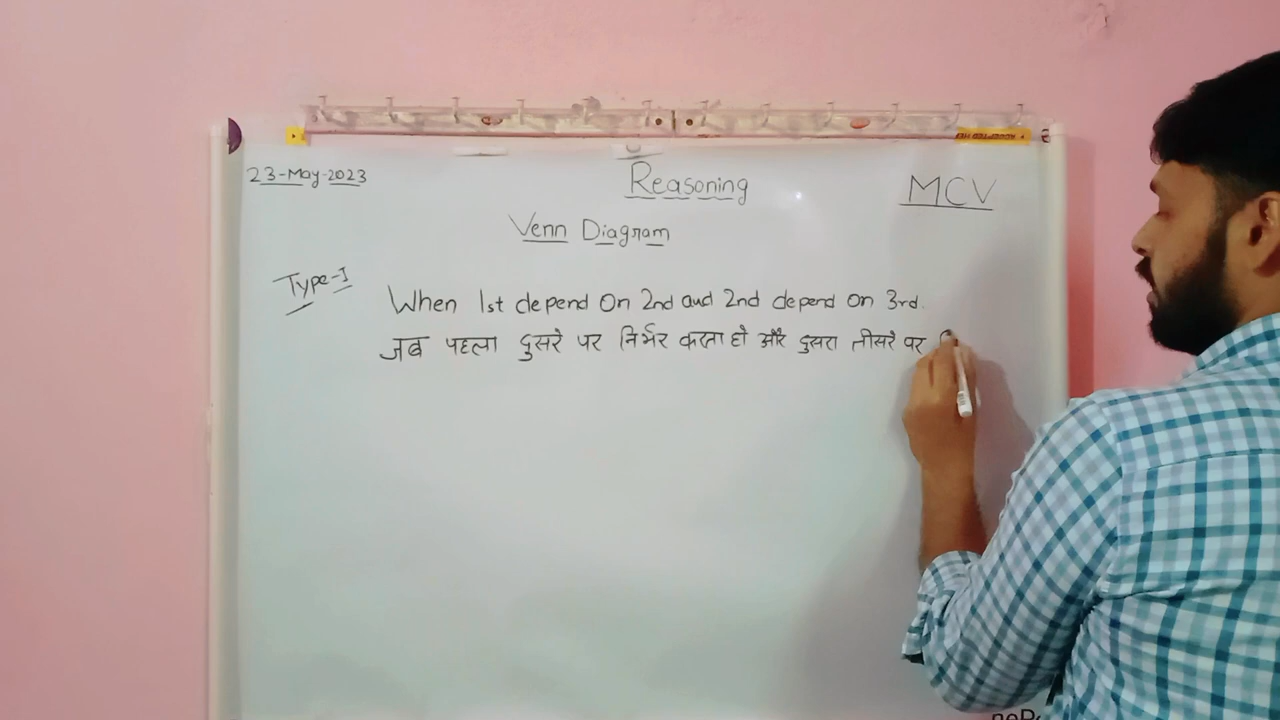 23-May-2023
Reasoning
MCV
Venn Diagram
Type-I
When 1st depend On 2nd and 2nd depend on 3rd.
जब पहला दुसरे पर निर्भर करता हो और दुसरा तीसरे पर